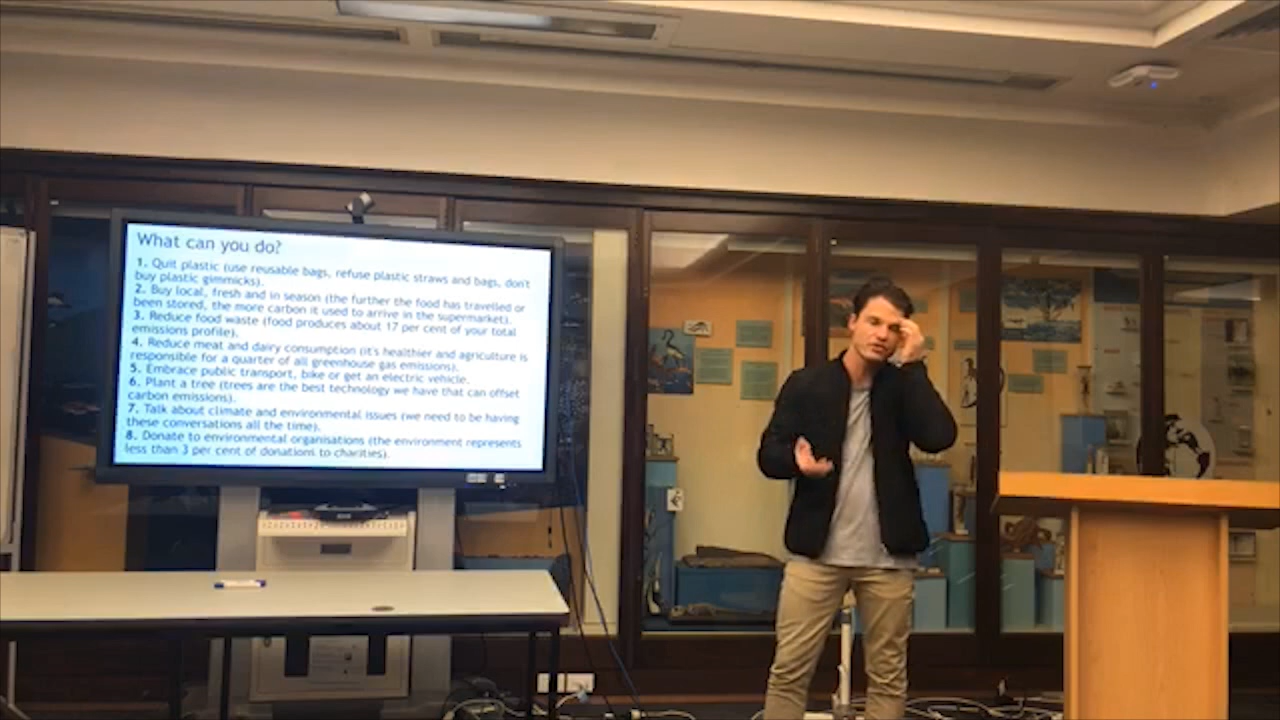 What can you do?
1. Quit plastic (use reusable bags, refuse plastic straws and bags, don't
buy plastic gimmicks).
2. Buy local, fresh and in season (the further the food has travelled or
been stored, the more carbon it used to arrive in the supermarket).
3. Reduce food waste (food produces about 17 per cent of your total
emissions profile).
4. Reduce meat and dairy consumption (it's healthier and agriculture is
responsible for a quarter of all greenhouse gas emissions).
5. Embrace public transport, bike or get an electric vehicle.
6. Plant a tree (trees are the best technology we have that can offset
carbon emissions).
7. Talk about climate and environmental issues (we need to be having
these conversations all the time).
8. Donate to environmental organisations (the environment represents
less than 3 per cent of donations to charities).